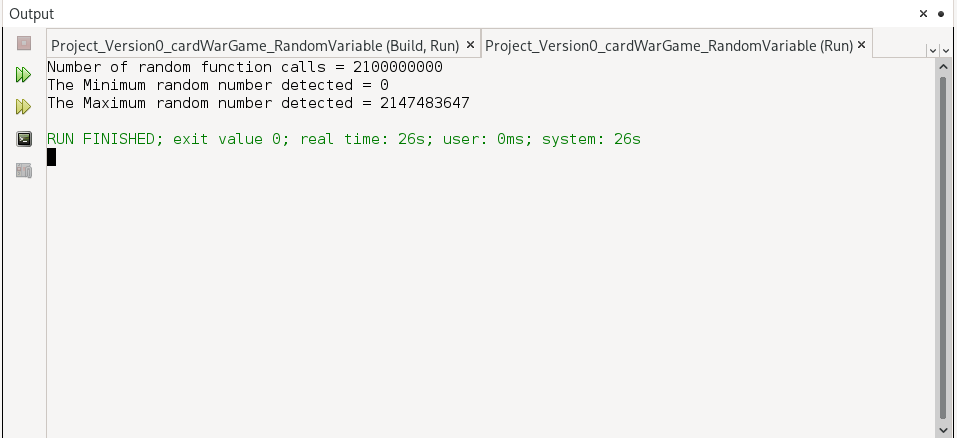 Output
Project_Version0_cardWarGame_RandomVariable (Build, Run)
Project_Version0_cardWarGame_RandomVariable (Run)
Number of random function calls = 2100000000
The Minimum random number detected = 0
The Maximum random number detected = 2147483647
RUN FINISHED; exit value 0; real time: 26s; user: 0ms; system: 26s